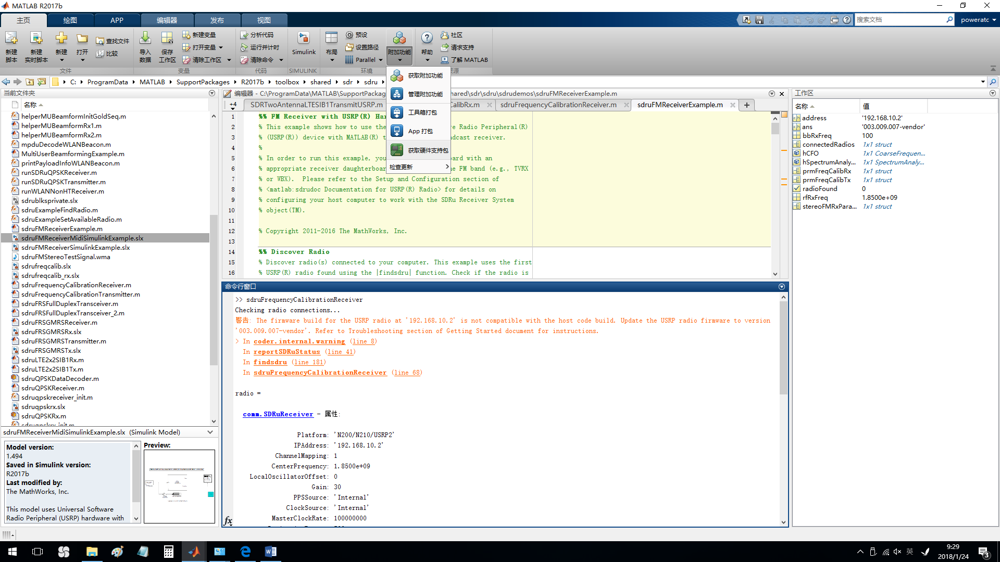 MATLAB R2017b
主页
绘图
APP
编辑器
发布
视图
搜索文档
poweratc
新建
脚本
新建
实时脚本
新建
打开
查找文件
比较
文件
导入
数据
保存
工作区
新建变量
打开变量
清除工作区
变量
分析代码
运行并计时
清除命令
代码
Simulink
SIMULINK
布局
预设
设置路径
Parallel
环境
附加功能
帮助
社区
请求支持
了解 MATLAB
资源
获取附加功能
管理附加功能
工具箱打包
App 打包
获取硬件支持包
检查更新
C:
ProgramData
MATLAB
SupportPackages
R2017b
toolbox
shared
sdr
sdru
当前文件夹
名称
helperMUBeamformInitGoldSeq.m
helperMUBeamformRx1.m
helperMUBeamformRx2.m
mpduDecodeWLANBeacon.m
MultiUserBeamformingExample.m
printPayloadInfoWLANBeacon.m
runSDRuQPSKReceiver.m
runSDRuQPSKTransmitter.m
runWLANNonHTReceiver.m
sdrublksprivate.slx
sdruExampleFindRadio.m
sdruExampleSetAvailableRadio.m
sdruFMReceiverExample.m
sdruFMReceiverMidiSimulinkExample.slx
sdruFMReceiverSimulinkExample.slx
sdruFMStereoTestSignal.wma
sdrufreqcalib.slx
sdrufreqcalib_rx.slx
sdruFrequencyCalibrationReceiver.m
sdruFrequencyCalibrationTransmitter.m
sdruFRSFullDuplexTransceiver.m
sdruFRSFullDuplexTransceiver_2.m
sdruFRSGMRSReceiver.m
sdruFRSGMRSRx.slx
sdruFRSGMRSTransmitter.m
sdruFRSGMRSTx.slx
sdruLTE2x2SIB1Rx.m
sdruLTE2x2SIB1Tx.m
sdruQPSKDataDecoder.m
sdruQPSKReceiver.m
sdruqpskreceiver_init.m
sdruqpskrx.slx
sdruQPSKRx.m
sdruqpskrx_init.m
sdruFMReceiverMidiSimulinkExample.slx (Simulink Model)
Model version:
1.494
Saved in Simulink version:
R2017b
Last modified by:
The MathWorks, Inc.
This model uses Universal Software
Radio Peripheral (USRP) hardware with
Preview:
编辑器 - C:\ProgramData\MATLAB\SupportPackag
hared\sdr\sdru\sdrudemos\sdruFMReceiverExample.m
+4
SDRTwoAntennaLTESIB1TransmitUSRP.m
CalibRx.m
sdruFrequencyCalibrationReceiver.m
sdruFMReceiverExample.m
1 %% FM Receiver with USRP(R) Har
2 % This example shows how to use the re Radio Peripheral(R)
3 % (USRP(R)) device with MATLAB(R) t adcast receiver.
4 %
5 % In order to run this example, you oard with an
6 % appropriate receiver daughterboar he FM band (e.g., TVRX
7 % or WBX). Please refer to the Setup and Configuration section of
8 % <matlab:sdrudoc Documentation for USRP(R) Radio> for details on
9 % configuring your host computer to work with the SDRu Receiver System
10 % object(TM).
11
12 % Copyright 2011-2016 The MathWorks, Inc.
13
14 %% Discover Radio
15 % Discover radio(s) connected to your computer. This example uses the first
16 % USRP(R) radio found using the |findsdru| function. Check if the radio is
命令行窗口
>> sdruFrequencyCalibrationReceiver
Checking radio connections...
警告: The firmware build for the USRP radio at '192.168.10.2' is not compatible with the host code build. Update the USRP radio firmware to version
'003.009.007-vendor'. Refer to Troubleshooting section of Getting Started document for instructions.
> In coder.internal.warning (line 8)
In reportSDRuStatus (line 41)
In findsdru (line 181)
In sdruFrequencyCalibrationReceiver (line 68)
radio =
comm.SDRuReceiver - 属性:
Platform: 'N200/N210/USRP2'
IPAddress: '192.168.10.2'
ChannelMapping: 1
CenterFrequency: 1.8500e+09
LocalOscillatorOffset: 0
Gain: 30
PPSSource: 'Internal'
ClockSource: 'Internal'
MasterClockRate: 100000000
fx
工作区
名称
值
address '192.168.10.2'
ans '003.009.007-vendor'
bbRxFreq 100
connectedRadios 1x1 struct
hCFO 1x1 CoarseFrequen...
hSpectrumAnaly... 1x1 SpectrumAnaly...
prmFreqCalibRx 1x1 struct
prmFreqCalibTx 1x1 struct
radioFound 0
rfRxFreq 1.8500e+09
stereoFMRxPara... 1x1 struct
英
9:29
2018/1/24
3